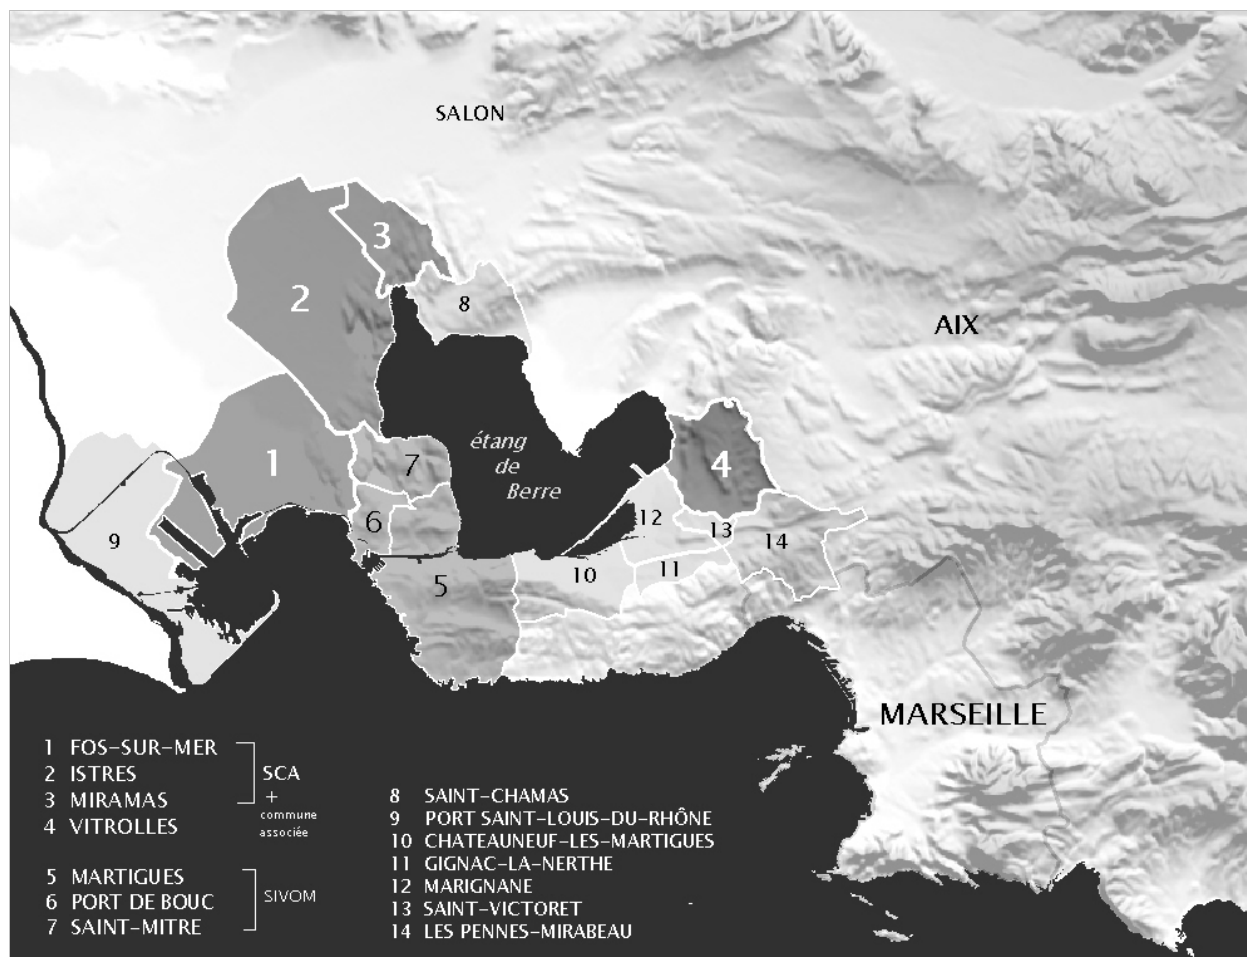 SALON
3
2
8
AIX
étang
de
Berre
1
7
4
6
12
13
9
14
5
10
11
MARSEILLE
1 FOS-SUR-MER
2 ISTRES
3 MIRAMAS
4 VITROLLES
SCA
+
commune
associée
5 MARTIGUES
6 PORT DE BOUC
7 SAINT-MITRE
SIVOM
8 SAINT-CHAMAS
9 PORT SAINT-LOUIS-DU-RHÔNE
10 CHATEAUNEUF-LES-MARTIGUES
11 GIGNAC-LA-NERTHE
12 MARIGNANE
13 SAINT-VICTORET
14 LES PENNES-MIRABEAU